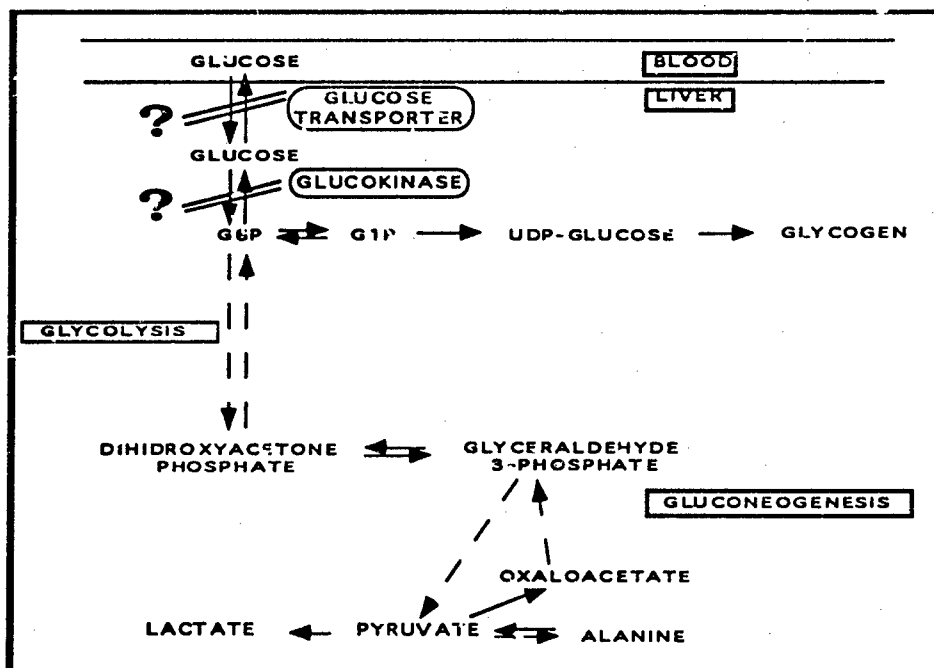 GLUCOSE
BLOOD
LIVER
?
GLUCOSE
TRANSPORTER
GLUCOSE
?
GLUCOKINASE
G6P
G1P
UDP-GLUCOSE
GLYCOGEN
GLYCOLYSIS
DIHIDROXYACETONE
PHOSPHATE
GLYCERALDEHYDE
3-PHOSPHATE
GLUCONEOGENESIS
OXALOACETATE
LACTATE
PYRUVATE
ALANINE